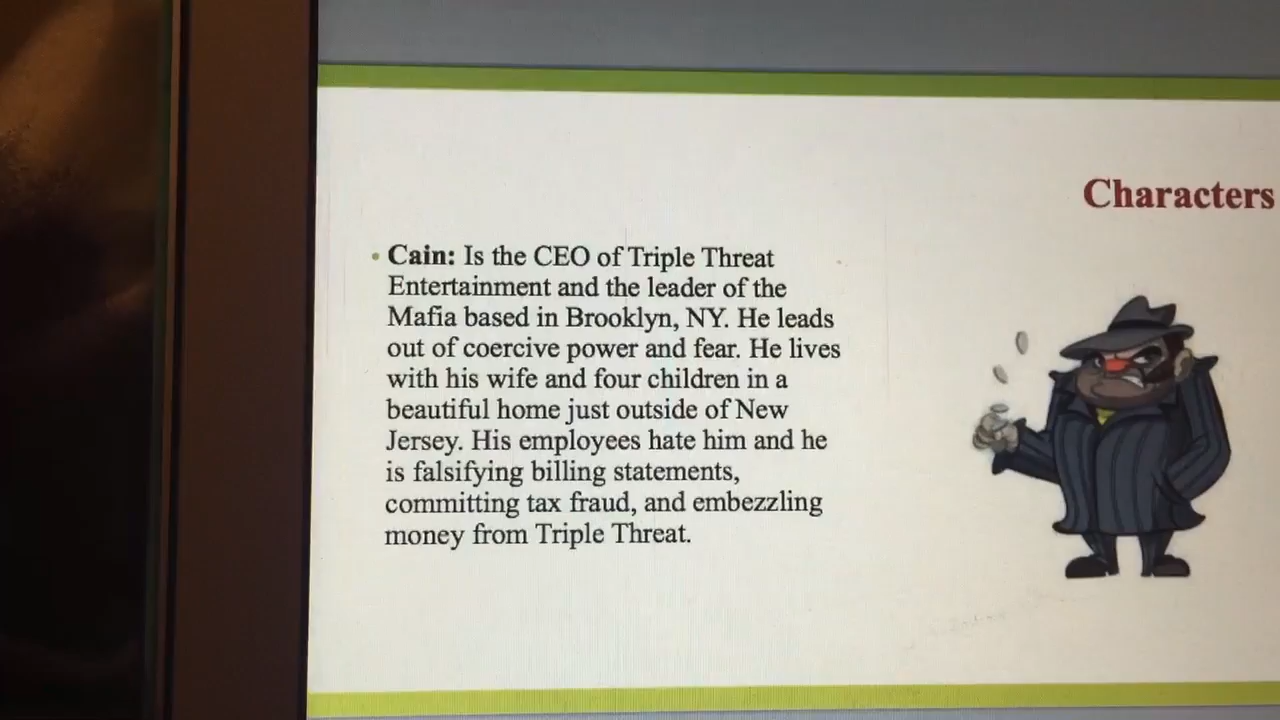 Characters
Cain: Is the CEO of Triple Threat
Entertainment and the leader of the
Mafia based in Brooklyn, NY. He leads
out of coercive power and fear. He lives
with his wife and four children in a
beautiful home just outside of New
Jersey. His employees hate him and he
is falsifying billing statements,
committing tax fraud, and embezzling
money from Triple Threat.